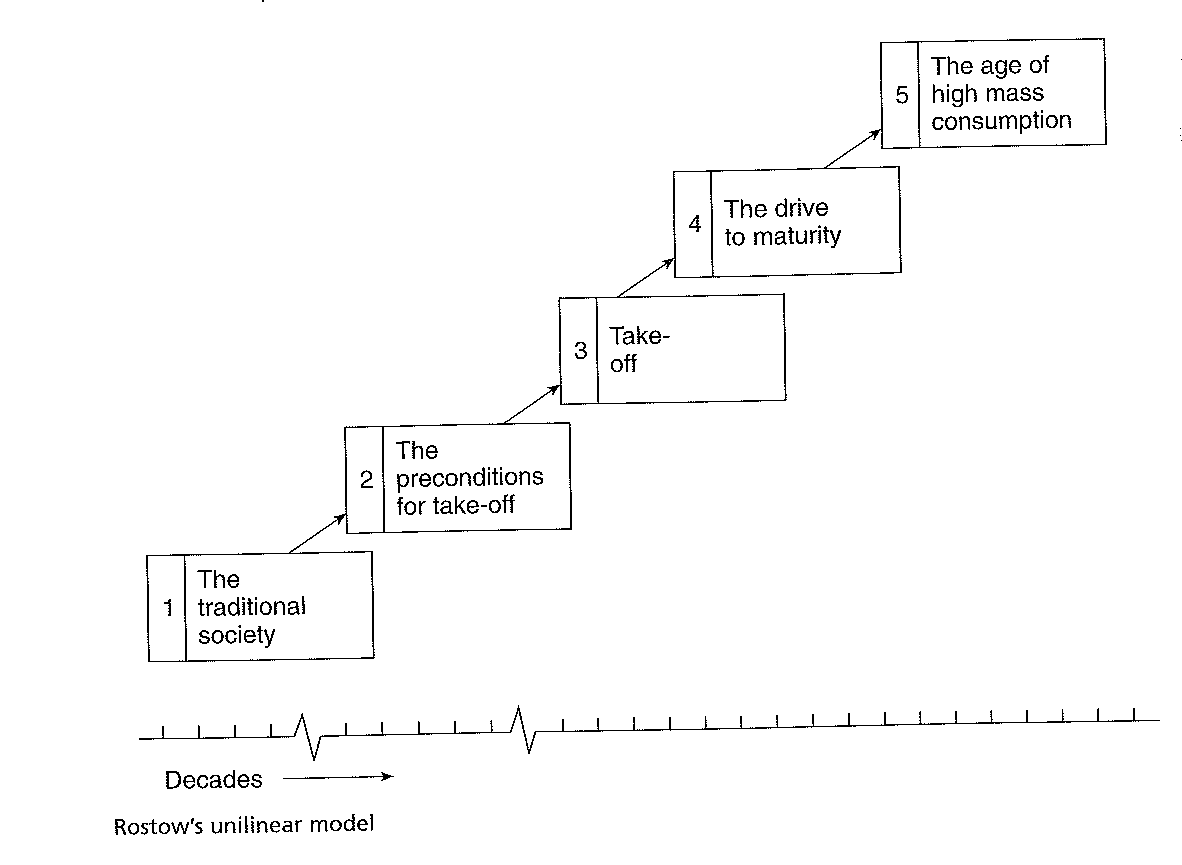 5
The age of
high mass
consumption
4
The drive
to maturity
3
Take-
off
2
The
preconditions
for take-off
1
The
traditional
society
Decades
Rostow's unilinear model